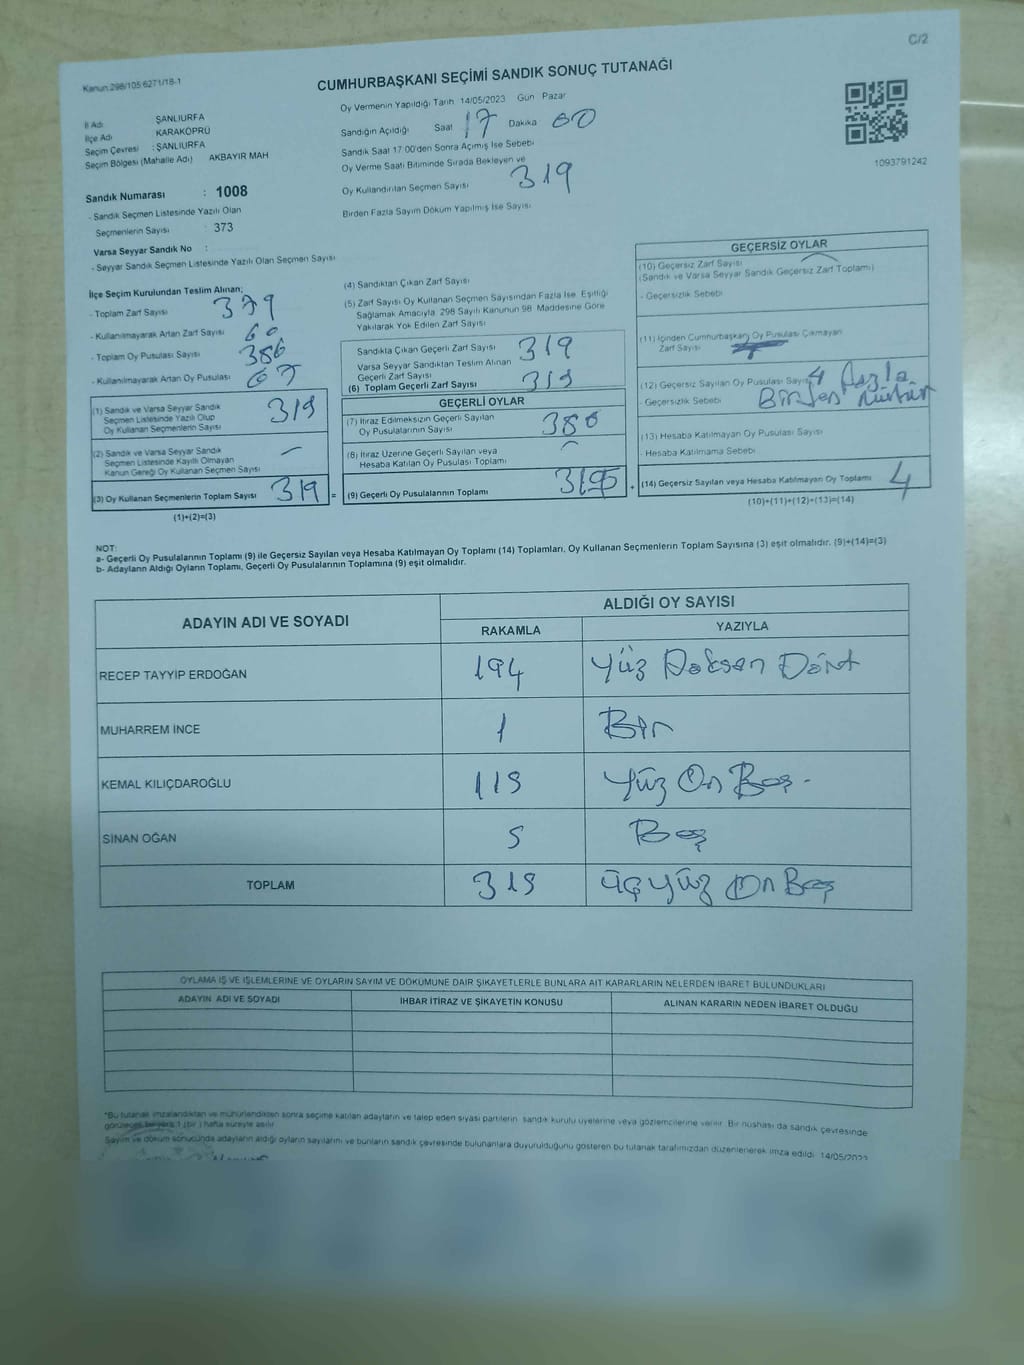 C/2
Kanun:298/105:6271/18-1
CUMHURBAŞKANI SEÇİMİ SANDIK SONUÇ TUTANAĞI
İl Adı ŞANLIURFA
İlçe Adı KARAKÖPRÜ
Seçim Çevresi : ŞANLIURFA
Seçim Bölgesi (Mahalle Adı) AKBAYIR MAH
Sandık Numarası : 1008
- Sandık Seçmen Listesinde Yazılı Olan
Seçmenlerin Sayısı : 373
Varsa Seyyar Sandık No :
- Seyyar Sandık Seçmen Listesinde Yazılı Olan Seçmen Sayısı
Oy Vermenin Yapıldığı Tarih 14/05/2023 Gün Pazar
Sandığın Açıldığı Saat 17 Dakika 00
Sandık Saat 17:00'den Sonra Açımış İse Sebebi
Oy Verme Saati Bitiminde Sırada Bekleyen ve
Oy Kullandırılan Seçmen Sayısı 319
Birden Fazla Sayım Döküm Yapılmış İse Sayısı
1093791242
İlçe Seçim Kurulundan Teslim Alınan;
- Toplam Zarf Sayısı 379
- Kullanılmayarak Artan Zarf Sayısı 60
- Toplam Oy Pusulası Sayısı 386
- Kullanılmayarak Artan Oy Pusulası 67
(1) Sandık ve Varsa Seyyar Sandık
Seçmen Listesinde Yazılı Olup
Oy Kullanan Seçmenlerin Sayısı 319
(2) Sandık ve Varsa Seyyar Sandık
Seçmen Listesinde Kayıtlı Olmayan
Kanun Gereği Oy Kullanan Seçmen Sayısı –
(3) Oy Kullanan Seçmenlerin Toplam Sayısı 319 =
(1)+(2)=(3)
(4) Sandıktan Çıkan Zarf Sayısı
(5) Zarf Sayısı Oy Kullanan Seçmen Sayısından Fazla İse, Eşitliği
Sağlamak Amacıyla, 298 Sayılı Kanunun 98. Maddesine Göre
Yakılarak Yok Edilen Zarf Sayısı
Sandıkta Çıkan Geçerli Zarf Sayısı 319
Varsa Seyyar Sandıktan Teslim Alınan
Geçerli Zarf Sayısı
(6) Toplam Geçerli Zarf Sayısı 319
GEÇERLİ OYLAR
(7) İtiraz Edilmeksizin Geçerli Sayılan
Oy Pusulalarının Sayısı
(8) İtiraz Üzerine Geçerli Sayılan veya
Hesaba Katılan Oy Pusulası Toplamı –
(9) Geçerli Oy Pusulalarının Toplamı +
GEÇERSİZ OYLAR
(10) Geçersiz Zarf Sayısı
(Sandık ve Varsa Seyyar Sandık Geçersiz Zarf Toplamı)
- Geçersizlik Sebebi
(11) İçinden Cumhurbaşkanı Oy Pusulası Çıkmayan
Zarf Sayısı
(12) Geçersiz Sayılan Oy Pusulası Sayısı 4
- Geçersizlik Sebebi Birden Fazla Mühür
(13) Hesaba Katılmayan Oy Pusulası Sayısı
- Hesaba Katılmama Sebebi
(14) Geçersiz Sayılan veya Hesaba Katılmayan Oy Toplamı 4
(10)+(11)+(12)+(13)=(14)
NOT:
a- Geçerli Oy Pusulalarının Toplamı (9) ile Geçersiz Sayılan veya Hesaba Katılmayan Oy Toplamı (14) Toplamları, Oy Kullanan Seçmenlerin Toplam Sayısına (3) eşit olmalıdır. (9)+(14)=(3)
b- Adayların Aldığı Oyların Toplamı, Geçerli Oy Pusulalarının Toplamına (9) eşit olmalıdır.
ADAYIN ADI VE SOYADI ALDIĞI OY SAYISI
RAKAMLA YAZIYLA
RECEP TAYYİP ERDOĞAN 194 Yüz Doksan Dört
MUHARREM İNCE 1 Bir
KEMAL KILIÇDAROĞLU 115 Yüz On Beş
SİNAN OĞAN 5 Beş
TOPLAM 315 Üçyüz On Beş
OYLAMA İŞ VE İŞLEMLERİNE VE OYLARIN SAYIM VE DÖKÜMÜNE DAİR ŞİKAYETLERLE BUNLARA AİT KARARLARIN NELERDEN İBARET BULUNDUKLARI
ADAYIN ADI VE SOYADI İHBAR İTİRAZ VE ŞİKAYETİN KONUSU ALINAN KARARIN NEDEN İBARET OLDUĞU
*Bu tutanak imzalandıktan ve mühürlendikten sonra seçime katılan adayların ve talep eden siyasi partilerin sandık kurulu üyelerine veya gözlemcilerine verilir. Bir nüshası da sandık çevresinde
görülecek bir yere 1 (bir) hafta süreyle asılır.
Sayım ve döküm sonucunda adayların aldığı oyların sayılarını ve bunların sandık çevresinde bulunanlara duyurulduğunu gösteren bu tutanak tarafımızdan düzenlenerek imza edildi. 14/05/2023